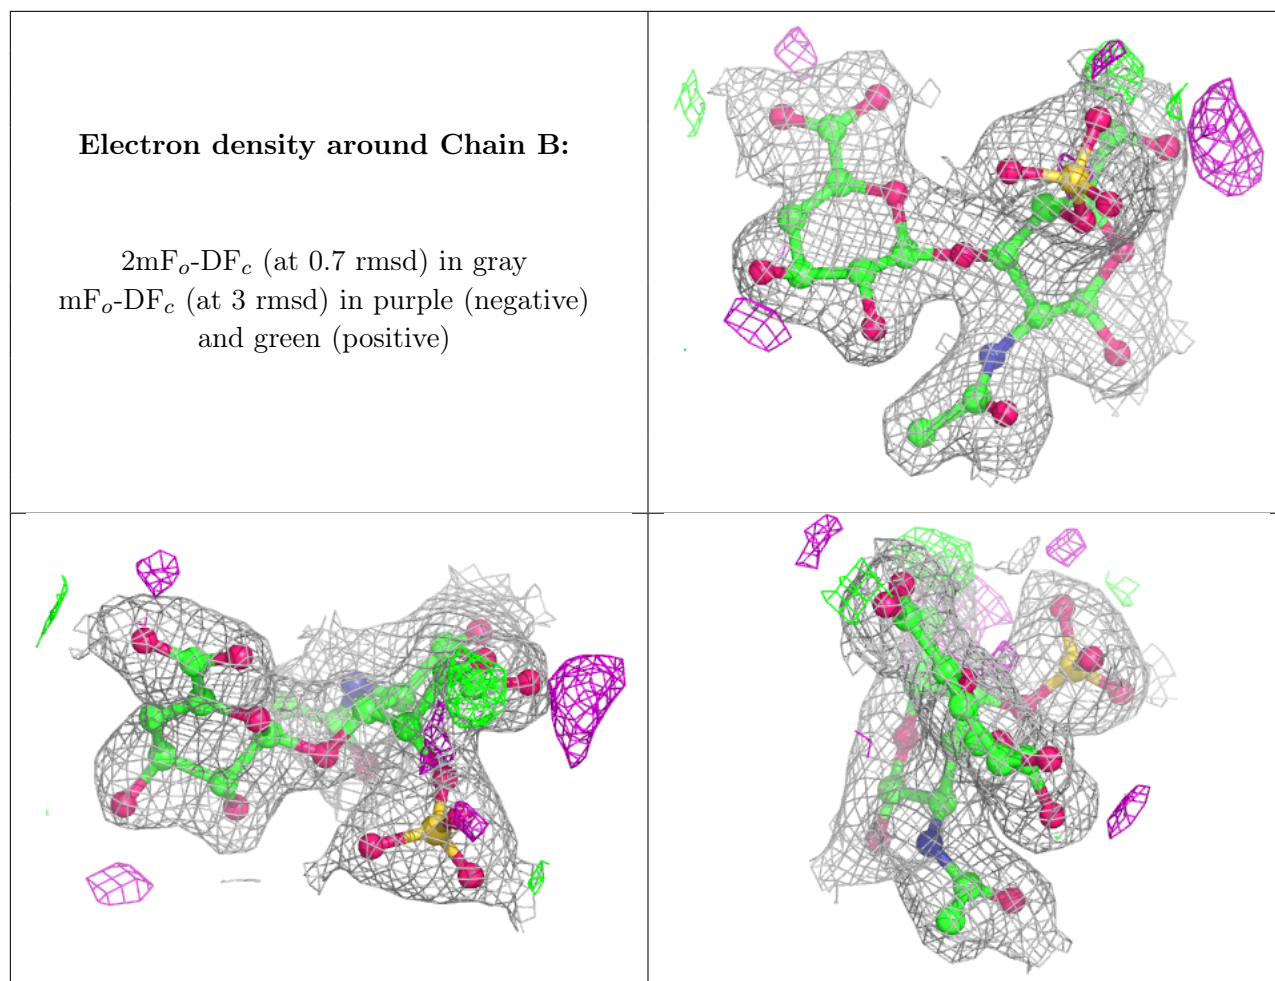 Electron density around Chain B:
2mFₒ-DF𝒸 (at 0.7 rmsd) in gray
mFₒ-DF𝒸 (at 3 rmsd) in purple (negative)
and green (positive)